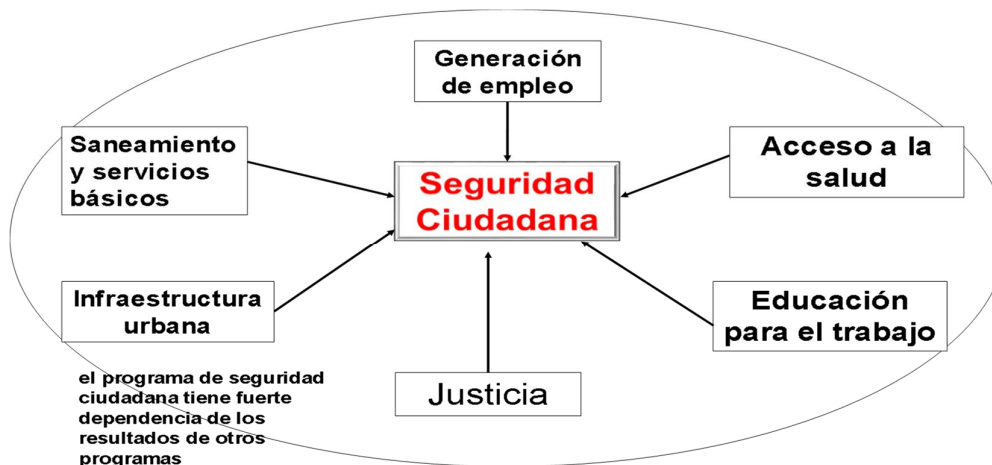 Generación
de empleo
Saneamiento
y servicios
básicos
Acceso a la
salud
Seguridad
Ciudadana
Infraestructura
urbana
Educación
para el trabajo
Justicia
el programa de seguridad
ciudadana tiene fuerte
dependencia de los
resultados de otros
programas